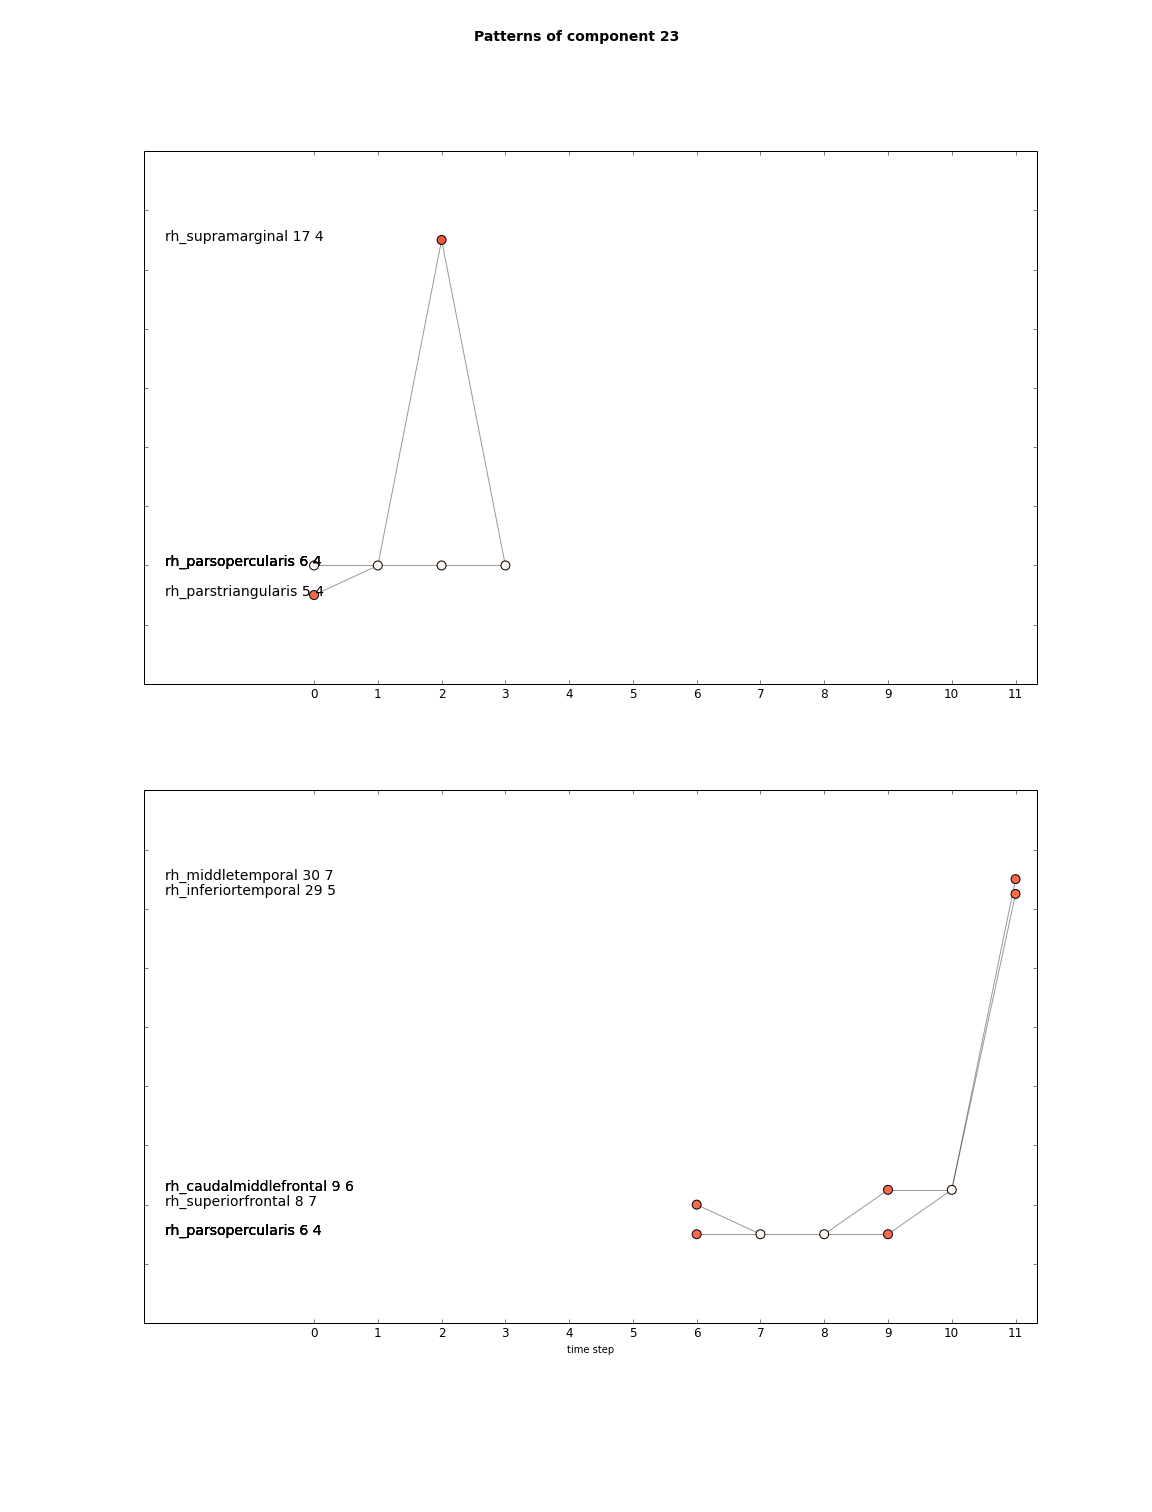 Patterns of component 23
rh_supramarginal 17 4
rh_parsopercularis 6 4
rh_parstriangularis 5 4
0 1 2 3 4 5 6 7 8 9 10 11
rh_middletemporal 30 7
rh_inferiortemporal 29 5
rh_caudalmiddlefrontal 9 6
rh_superiorfrontal 8 7
rh_parsopercularis 6 4
0 1 2 3 4 5 6 7 8 9 10 11
time step